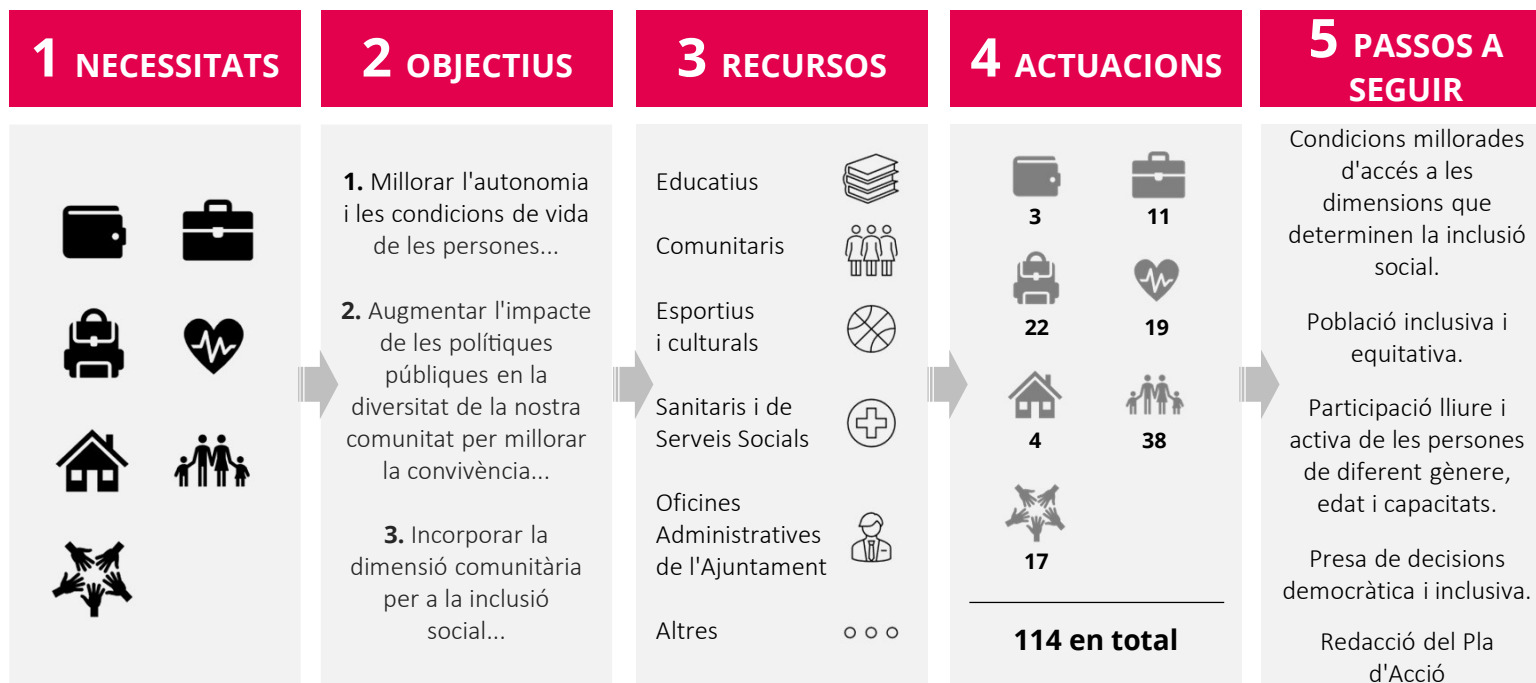 1 NECESSITATS
2 OBJECTIUS
3 RECURSOS
4 ACTUACIONS
5 PASSOS A
SEGUIR
1. Millorar l'autonomia
i les condicions de vida
de les persones...
2. Augmentar l'impacte
de les polítiques
públiques en la
diversitat de la nostra
comunitat per millorar
la convivència...
3. Incorporar la
dimensió comunitària
per a la inclusió
social...
Educatius
Comunitaris
Esportius
i culturals
Sanitaris i de
Serveis Socials
Oficines
Administratives
de l'Ajuntament
Altres
3
11
22
19
4
38
17
114 en total
Condicions millorades
d'accés a les
dimensions que
determinen la inclusió
social.
Població inclusiva i
equitativa.
Participació lliure i
activa de les persones
de diferent gènere,
edat i capacitats.
Presa de decisions
democràtica i inclusiva.
Redacció del Pla
d'Acció